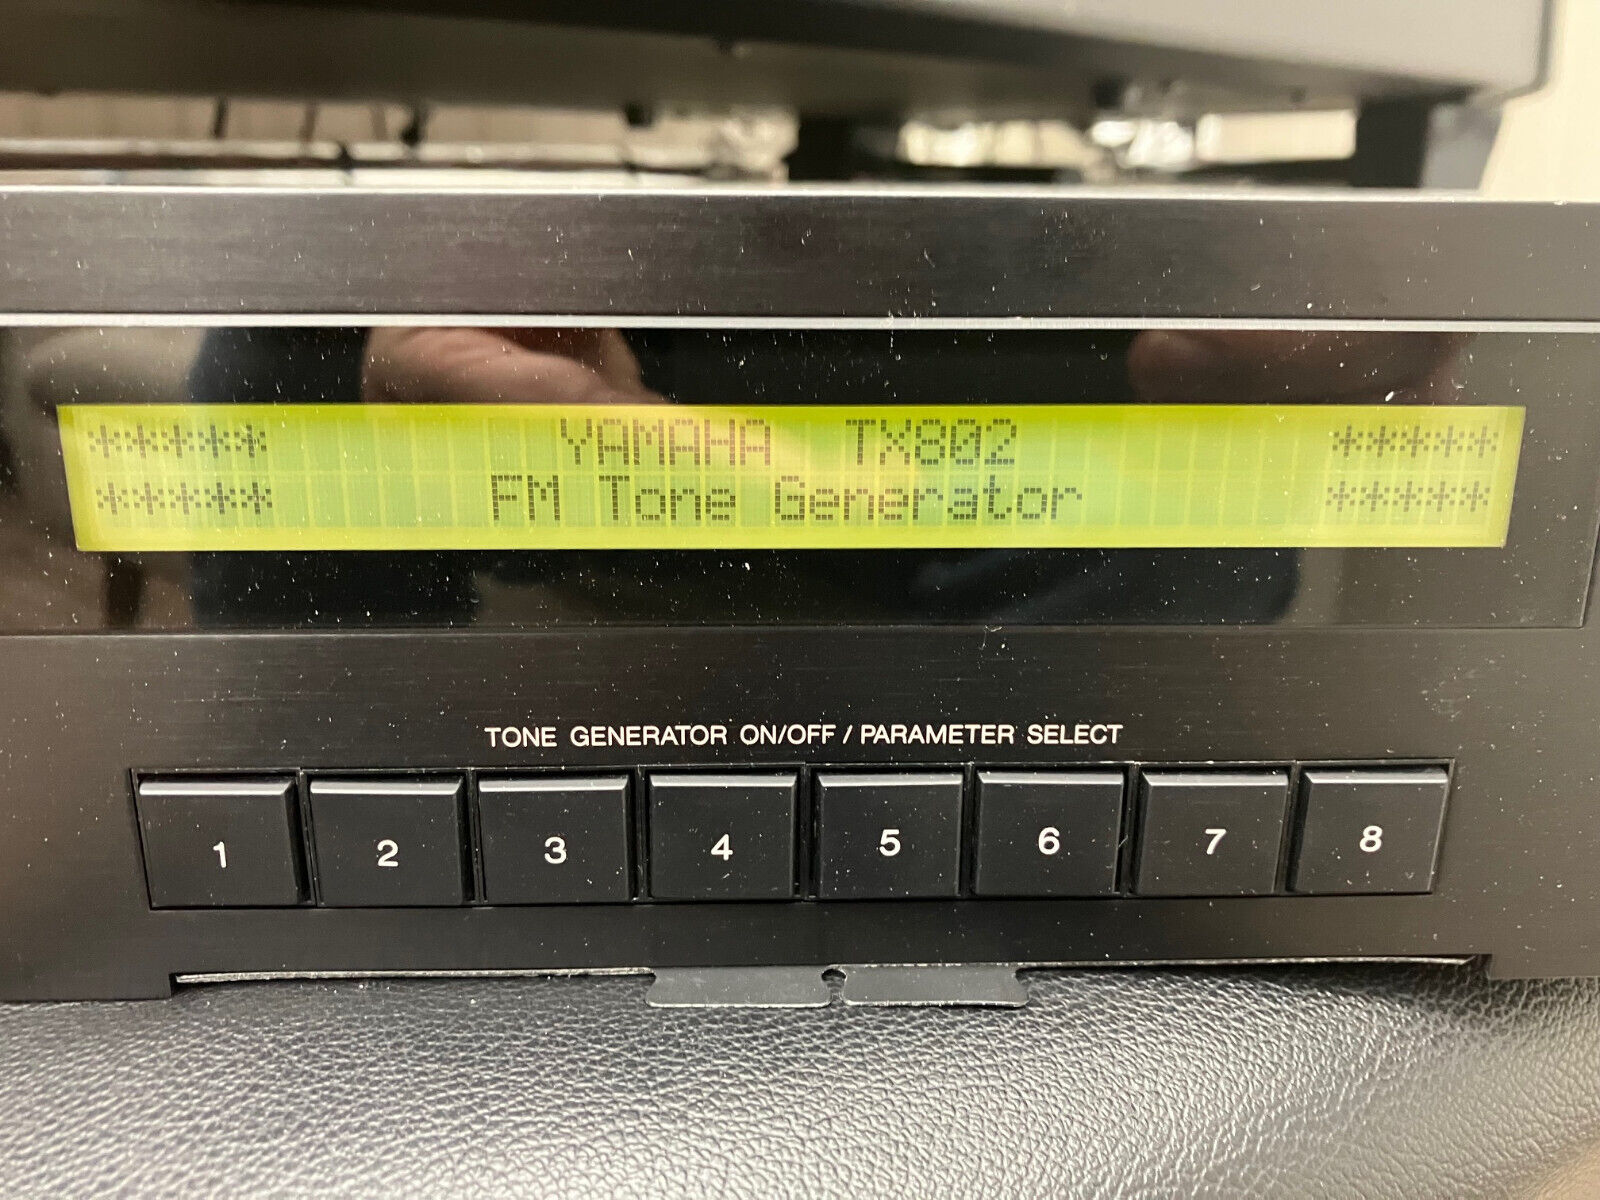 ***** YAMAHA TX802 *****
***** FM Tone Generator *****
TONE GENERATOR ON/OFF / PARAMETER SELECT
1 2 3 4 5 6 7 8